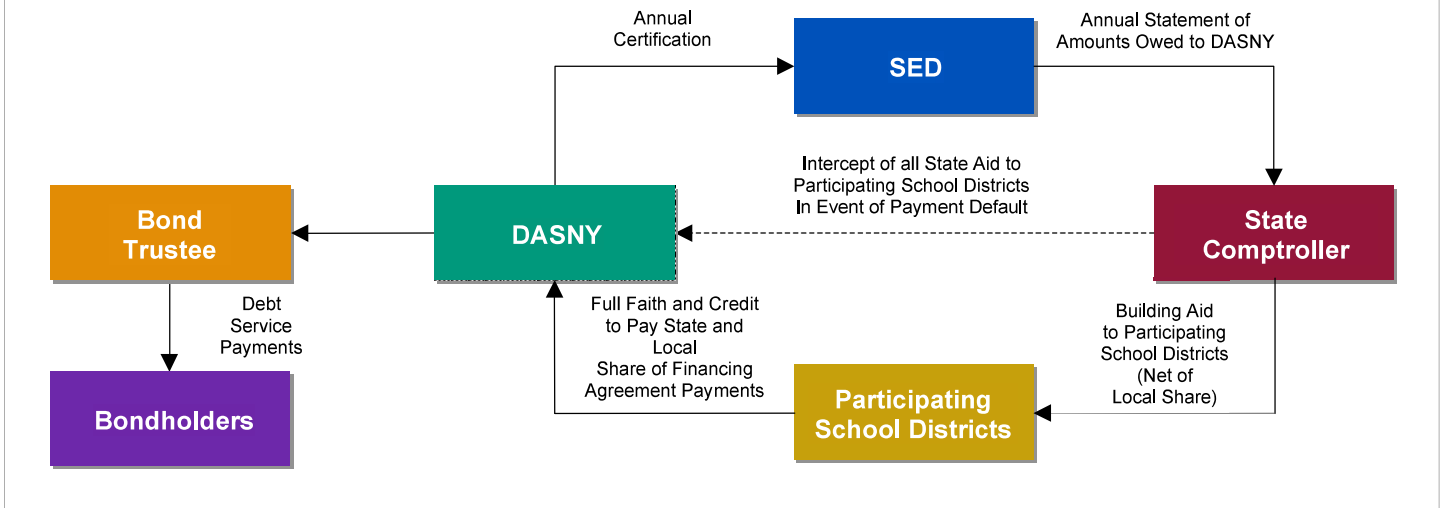 Annual
Certification
SED
Annual Statement of
Amounts Owed to DASNY
Intercept of all State Aid to
Participating School Districts
In Event of Payment Default
Bond
Trustee
DASNY
State
Comptroller
Debt
Service
Payments
Full Faith and Credit
to Pay State and
Local
Share of Financing
Agreement Payments
Building Aid
to Participating
School Districts
(Net of
Local Share)
Bondholders
Participating
School Districts